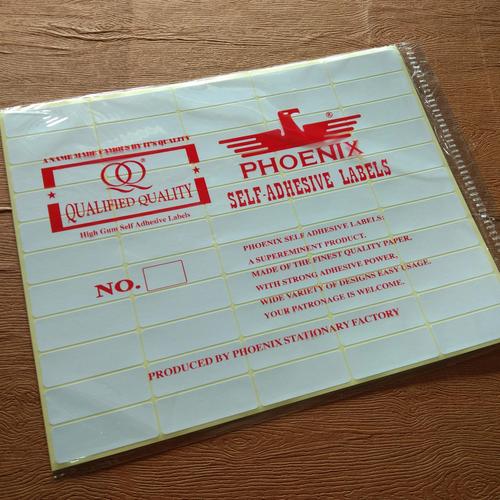 A NAME MADE FAMOUS BY IT'S QUALITY
QQ®
QUALIFIED QUALITY
High Gum Self Adhesive Labels
NO.
®
PHOENIX
SELF-ADHESIVE LABELS
PHOENIX SELF ADHESIVE LABELS:
A SUPEREMINENT PRODUCT.
MADE OF THE FINEST QUALITY PAPER,
WITH STRONG ADHESIVE POWER,
WIDE VARIETY OF DESIGNS EASY USAGE,
YOUR PATRONAGE IS WELCOME.
PRODUCED BY PHOENIX STATIONARY FACTORY